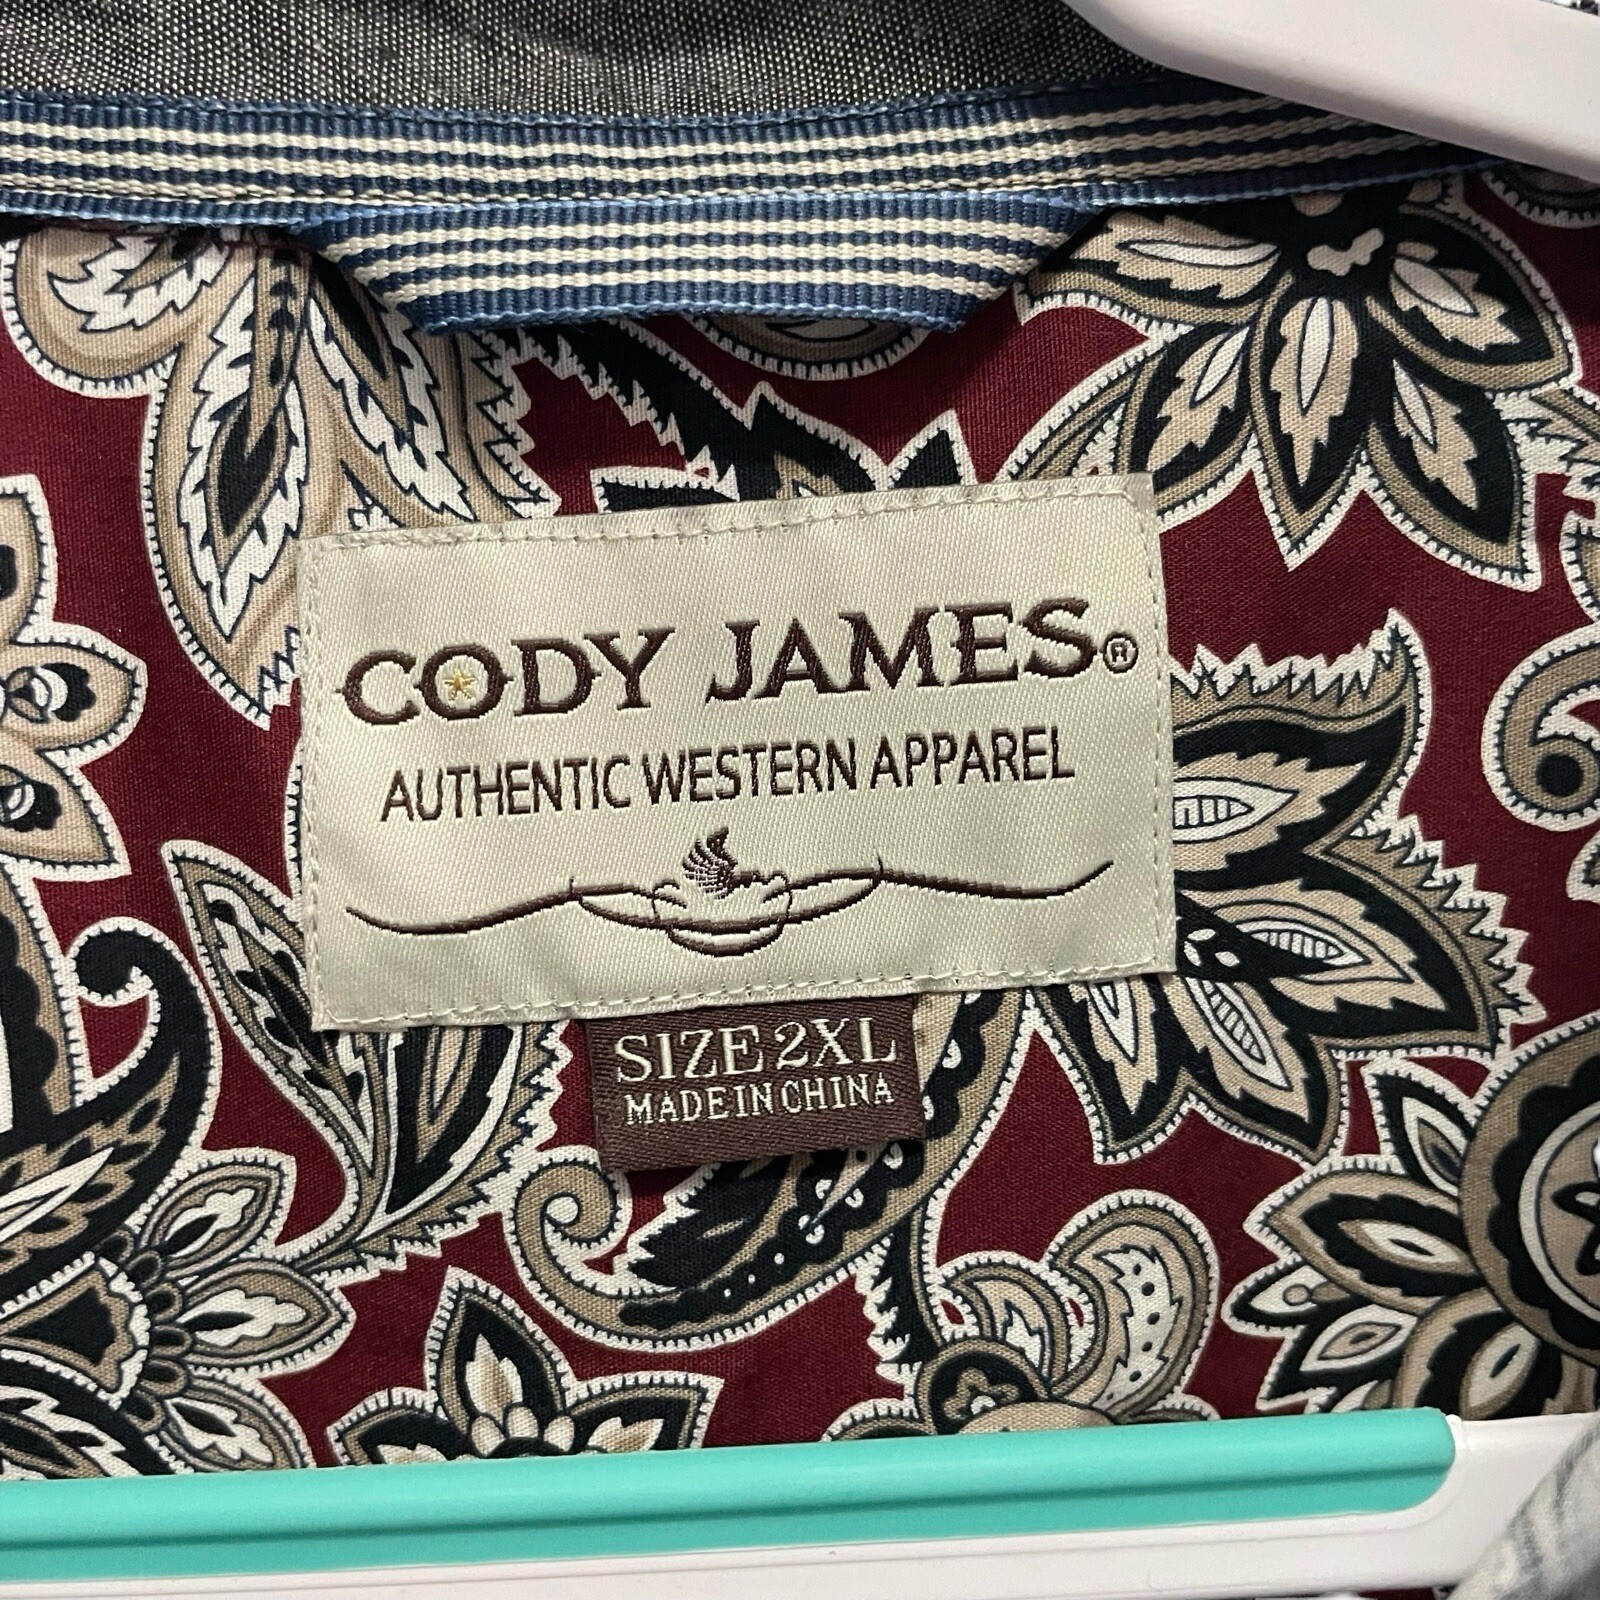 CODY JAMES®
AUTHENTIC WESTERN APPAREL
SIZE 2XL
MADE IN CHINA